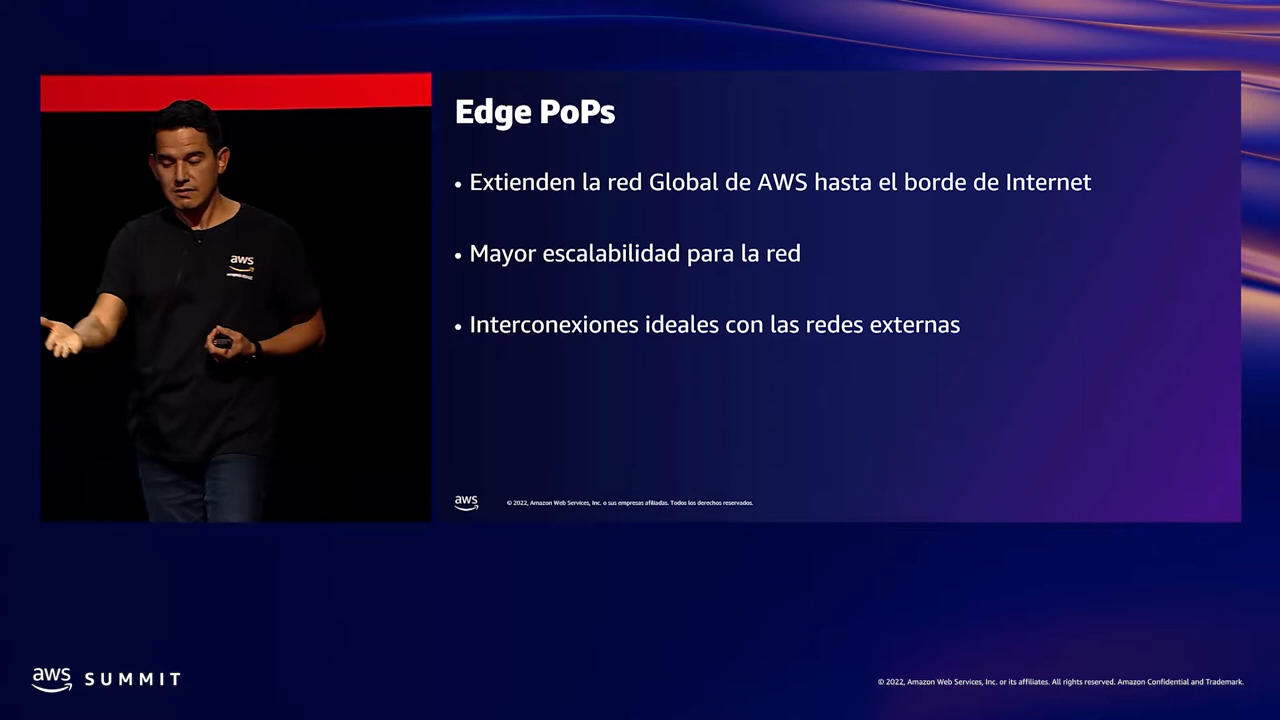 Edge PoPs
• Extienden la red Global de AWS hasta el borde de Internet
• Mayor escalabilidad para la red
• Interconexiones ideales con las redes externas
aws
aws
© 2022, Amazon Web Services, Inc. o sus empresas afiliadas. Todos los derechos reservados.
aws SUMMIT
© 2022, Amazon Web Services, Inc. or its affiliates. All rights reserved. Amazon Confidential and Trademark.